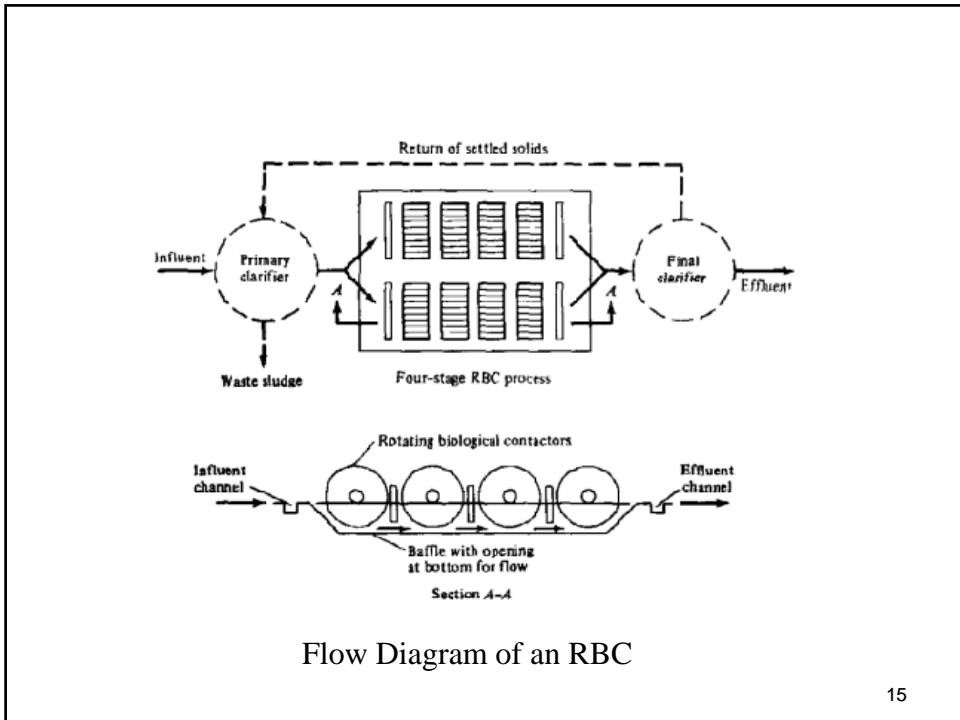 Return of settled solids
Influent
Primary
clarifier
A
A
Final
clarifier
Effluent
Waste sludge
Four-stage RBC process
Rotating biological contactors
Influent
channel
Effluent
channel
Baffle with opening
at bottom for flow
Section A-A
Flow Diagram of an RBC
15